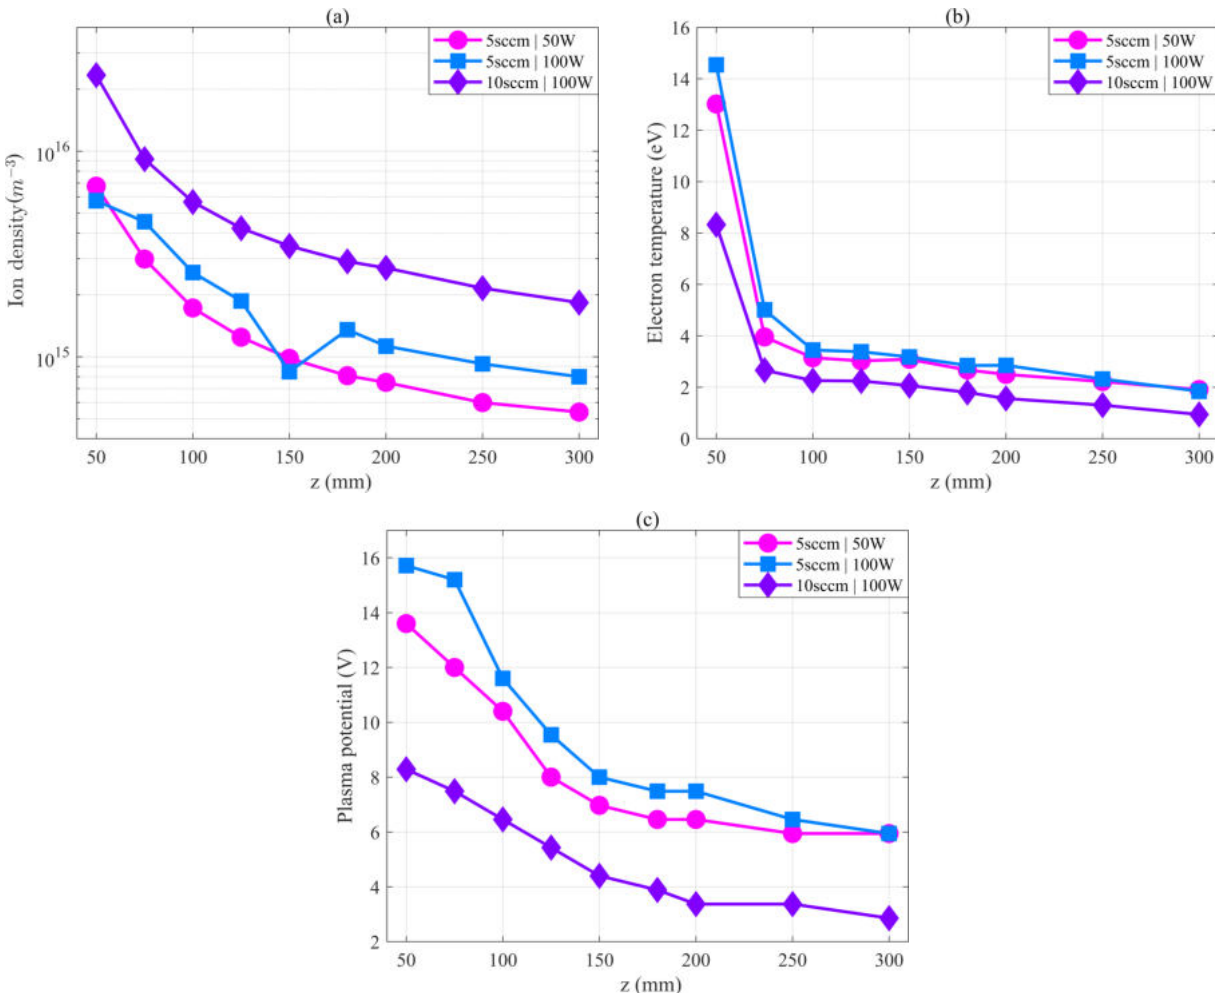 (a)
5sccm | 50W
5sccm | 100W
10sccm | 100W
10^16
10^15
Ion density(m^−3)
50 100 150 200 250 300
z (mm)
(b)
5sccm | 50W
5sccm | 100W
10sccm | 100W
16
14
12
10
8
6
4
2
0
Electron temperature (eV)
50 100 150 200 250 300
z (mm)
(c)
5sccm | 50W
5sccm | 100W
10sccm | 100W
16
14
12
10
8
6
4
2
Plasma potential (V)
50 100 150 200 250 300
z (mm)